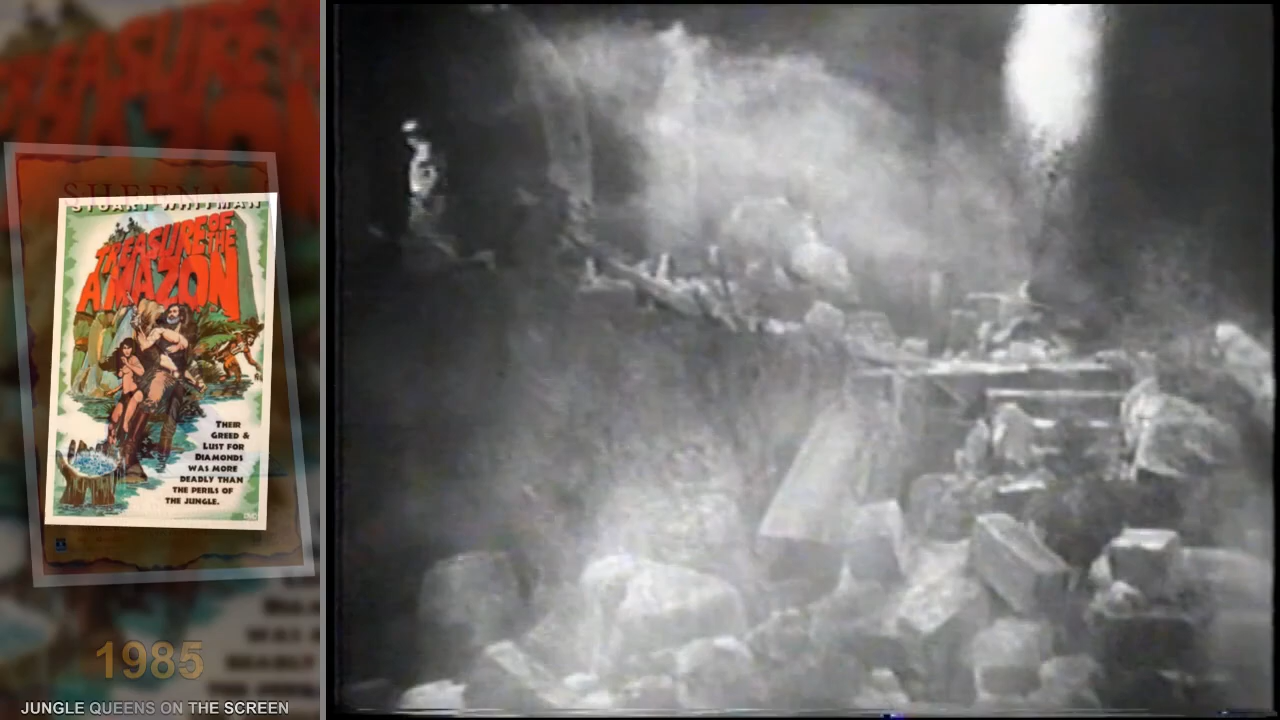 SHEENA
STUART WHITMAN
TREASURE OF THE
AMAZON
THEIR
GREED &
LUST FOR
DIAMONDS
WAS MORE
DEADLY THAN
THE PERILS OF
THE JUNGLE.
1985
JUNGLE QUEENS ON THE SCREEN